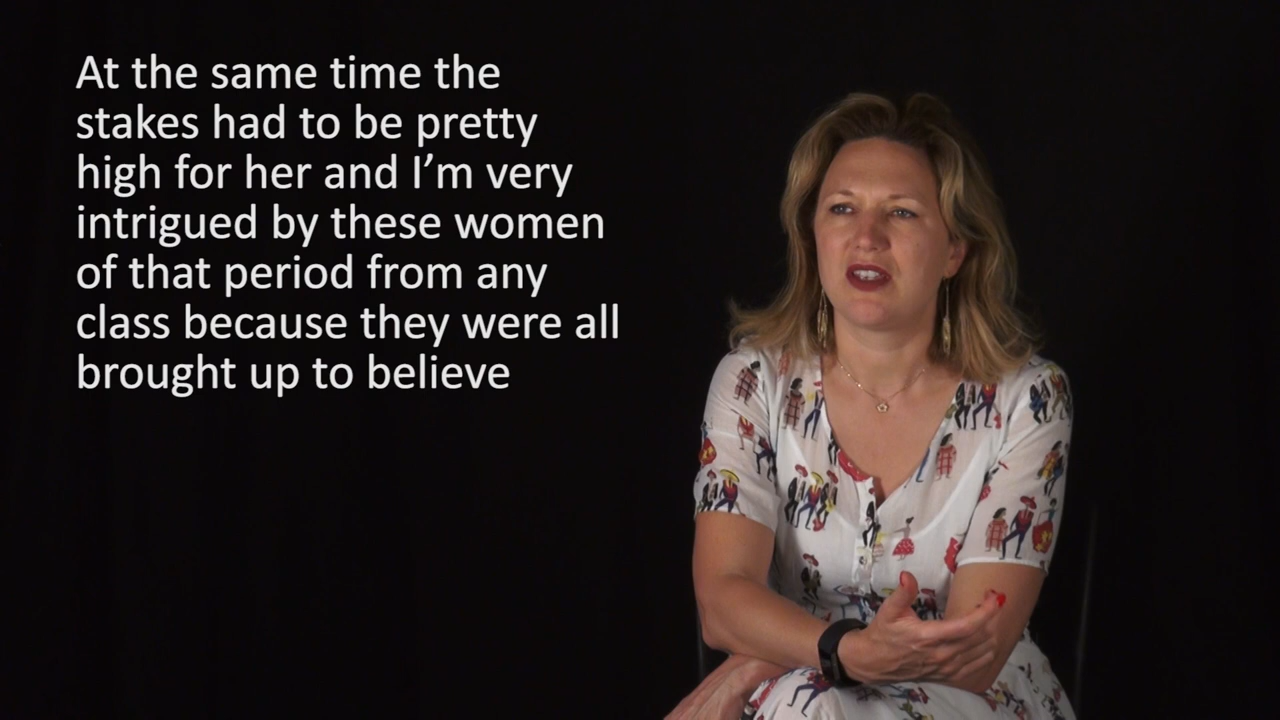 At the same time the
stakes had to be pretty
high for her and I’m very
intrigued by these women
of that period from any
class because they were all
brought up to believe